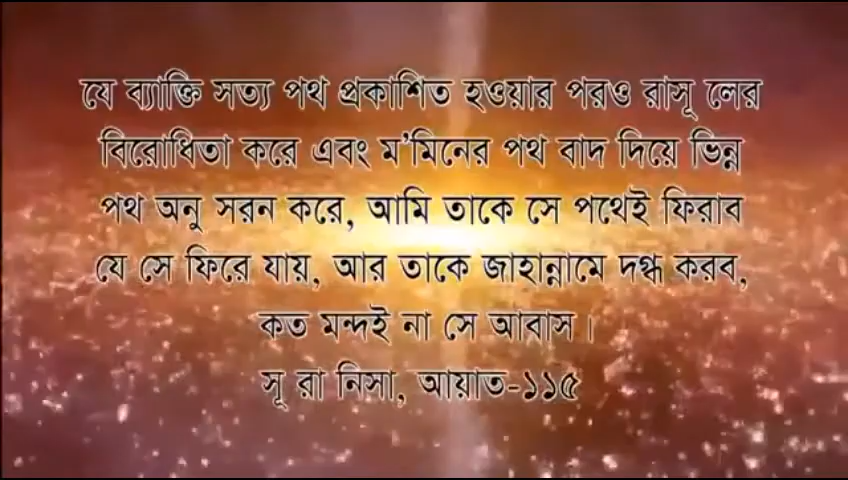 যে ব্যাক্তি সত্য পথ প্রকাশিত হওয়ার পরও রাসূ লের
বিরোধিতা করে এবং ম'মিনের পথ বাদ দিয়ে ভিন্ন
পথ অনু সরন করে, আমি তাকে সে পথেই ফিরাব
যে সে ফিরে যায়, আর তাকে জাহান্নামে দগ্ধ করব,
কত মন্দই না সে আবাস।
সূ রা নিসা, আয়াত-১১৫